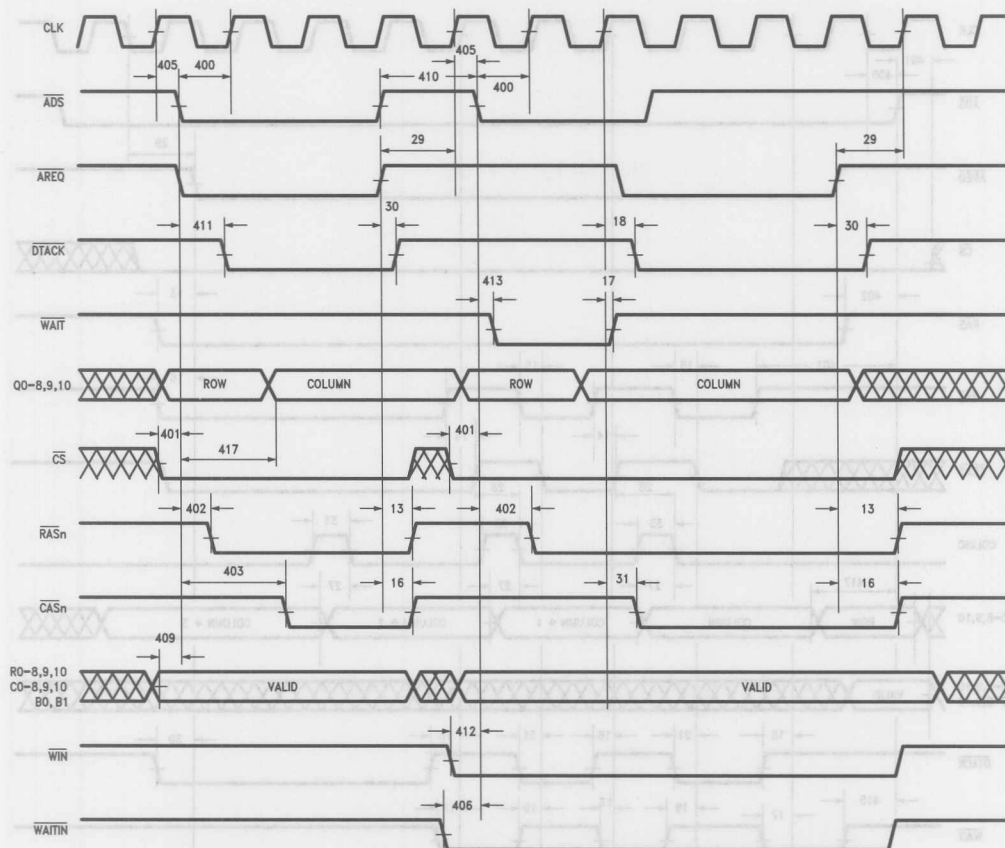 CLK
405
405 400
410
400
ADS
29 29
AREQ
30
411 18 30
DTACK
413 17
WAIT
Q0-8,9,10 ROW COLUMN ROW COLUMN
401 401
417
CS
402 13 402 13
RASn
403 16 31 16
CASn
409
R0-8,9,10
C0-8,9,10
B0, B1
VALID VALID
412
WIN
406
WAITIN